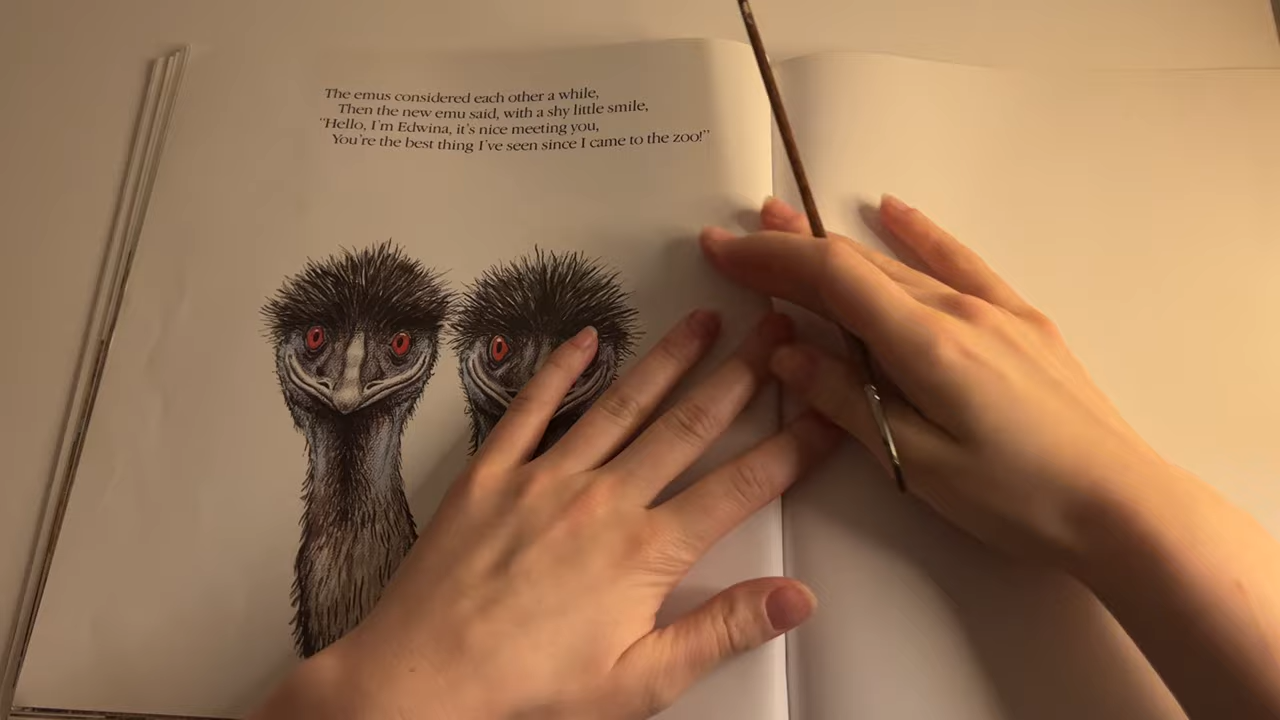 The emus considered each other a while,
Then the new emu said, with a shy little smile,
"Hello, I'm Edwina, it's nice meeting you,
You're the best thing I've seen since I came to the zoo!"